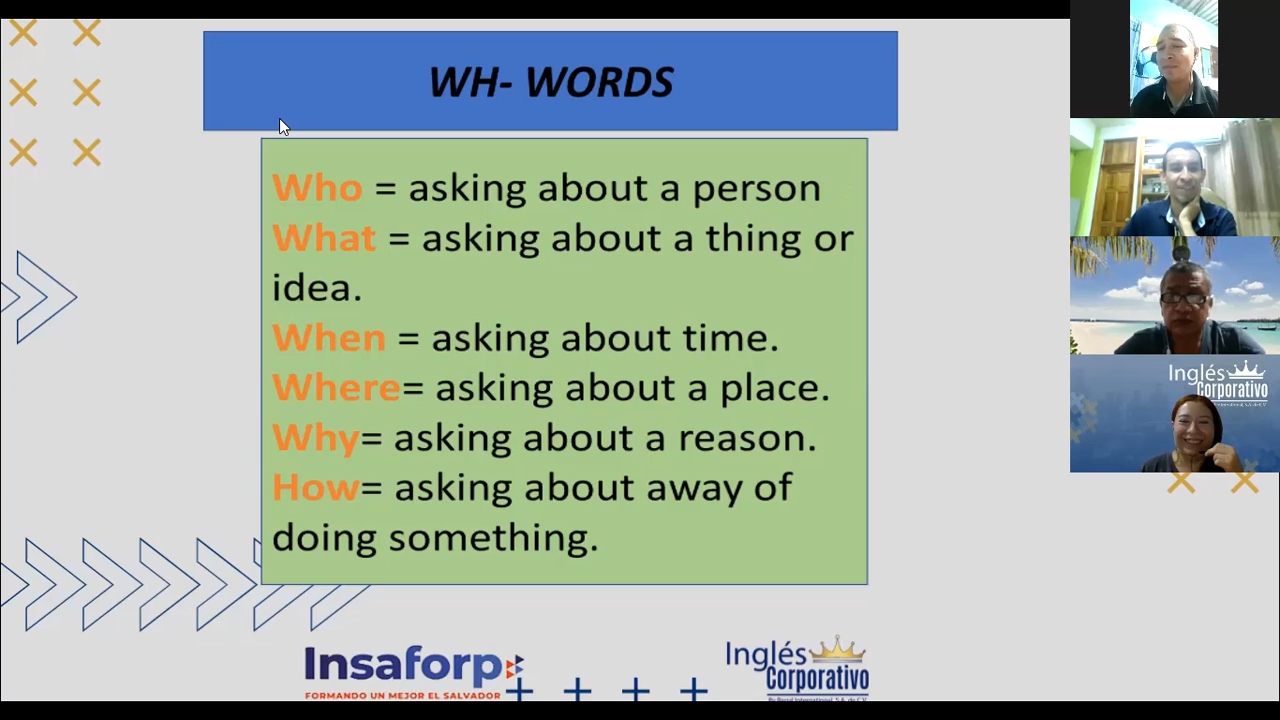 WH- WORDS
Who = asking about a person
What = asking about a thing or
idea.
When = asking about time.
Where= asking about a place.
Why= asking about a reason.
How= asking about away of
doing something.
Insaforp
FORMANDO UN MEJOR EL SALVADOR
Inglés
Corporativo
Inglés
Corporativo